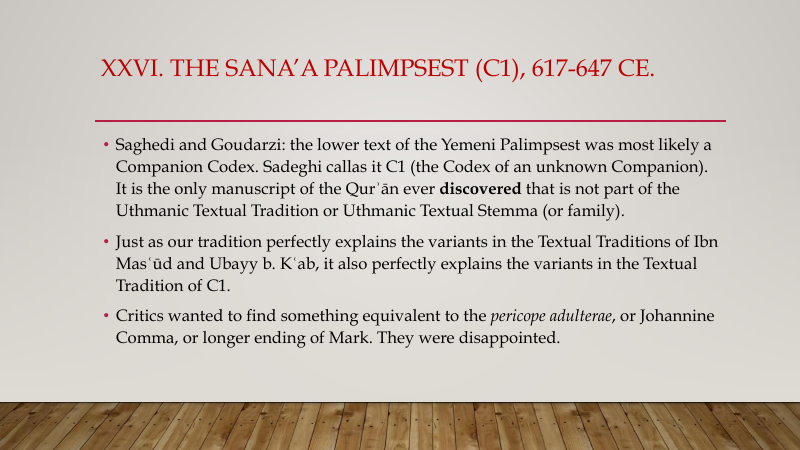 XXVI. THE SANA’A PALIMPSEST (C1), 617-647 CE.
• Saghedi and Goudarzi: the lower text of the Yemeni Palimpsest was most likely a
Companion Codex. Sadeghi callas it C1 (the Codex of an unknown Companion).
It is the only manuscript of the Qurʾān ever discovered that is not part of the
Uthmanic Textual Tradition or Uthmanic Textual Stemma (or family).
• Just as our tradition perfectly explains the variants in the Textual Traditions of Ibn
Masʿūd and Ubayy b. Kʿab, it also perfectly explains the variants in the Textual
Tradition of C1.
• Critics wanted to find something equivalent to the pericope adulterae, or Johannine
Comma, or longer ending of Mark. They were disappointed.